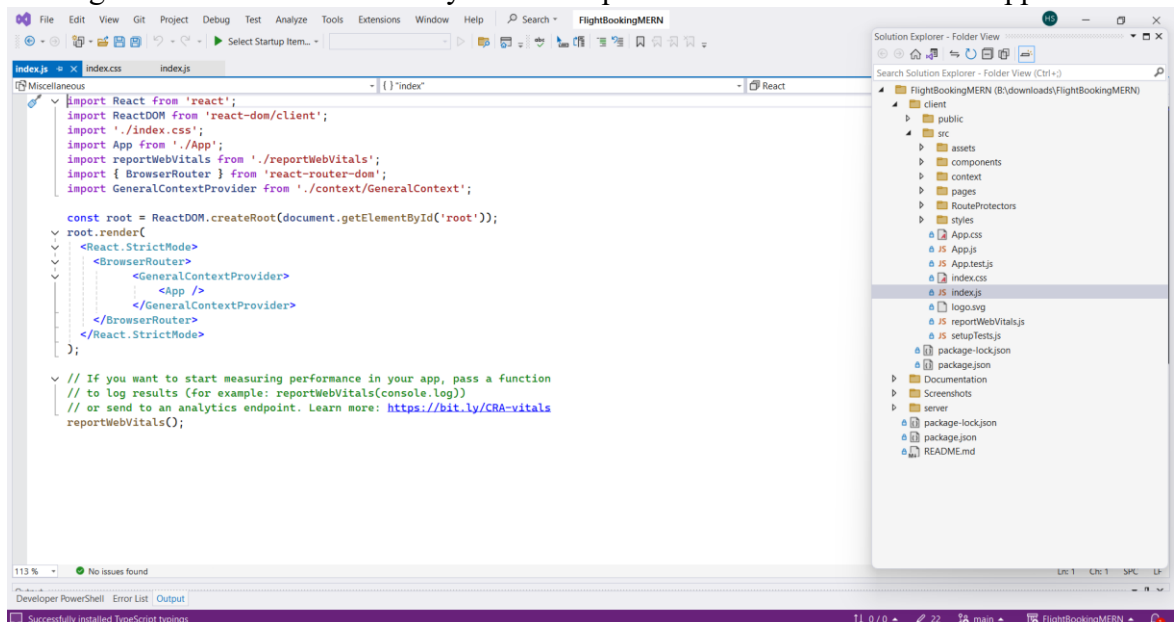 File Edit View Git Project Debug Test Analyze Tools Extensions Window Help Search FlightBookingMERN HS
Select Startup Item...
index.js index.css index.js
Miscellaneous {} "index" React
import React from 'react';
import ReactDOM from 'react-dom/client';
import './index.css';
import App from './App';
import reportWebVitals from './reportWebVitals';
import { BrowserRouter } from 'react-router-dom';
import GeneralContextProvider from './context/GeneralContext';
const root = ReactDOM.createRoot(document.getElementById('root'));
root.render(
<React.StrictMode>
<BrowserRouter>
<GeneralContextProvider>
<App />
</GeneralContextProvider>
</BrowserRouter>
</React.StrictMode>
);
// If you want to start measuring performance in your app, pass a function
// to log results (for example: reportWebVitals(console.log))
// or send to an analytics endpoint. Learn more: https://bit.ly/CRA-vitals
reportWebVitals();
Solution Explorer - Folder View
Search Solution Explorer - Folder View (Ctrl+;)
FlightBookingMERN (B:\downloads\FlightBookingMERN)
client
public
src
assets
components
context
pages
RouteProtectors
styles
App.css
JS App.js
JS App.test.js
index.css
JS index.js
logo.svg
JS reportWebVitals.js
JS setupTests.js
package-lock.json
package.json
Documentation
Screenshots
server
package-lock.json
package.json
README.md
113 % No issues found Ln: 1 Ch: 1 SPC LF
Developer PowerShell Error List Output
Successfully installed TypeScript typings 0 / 0 22 main FlightBookingMERN